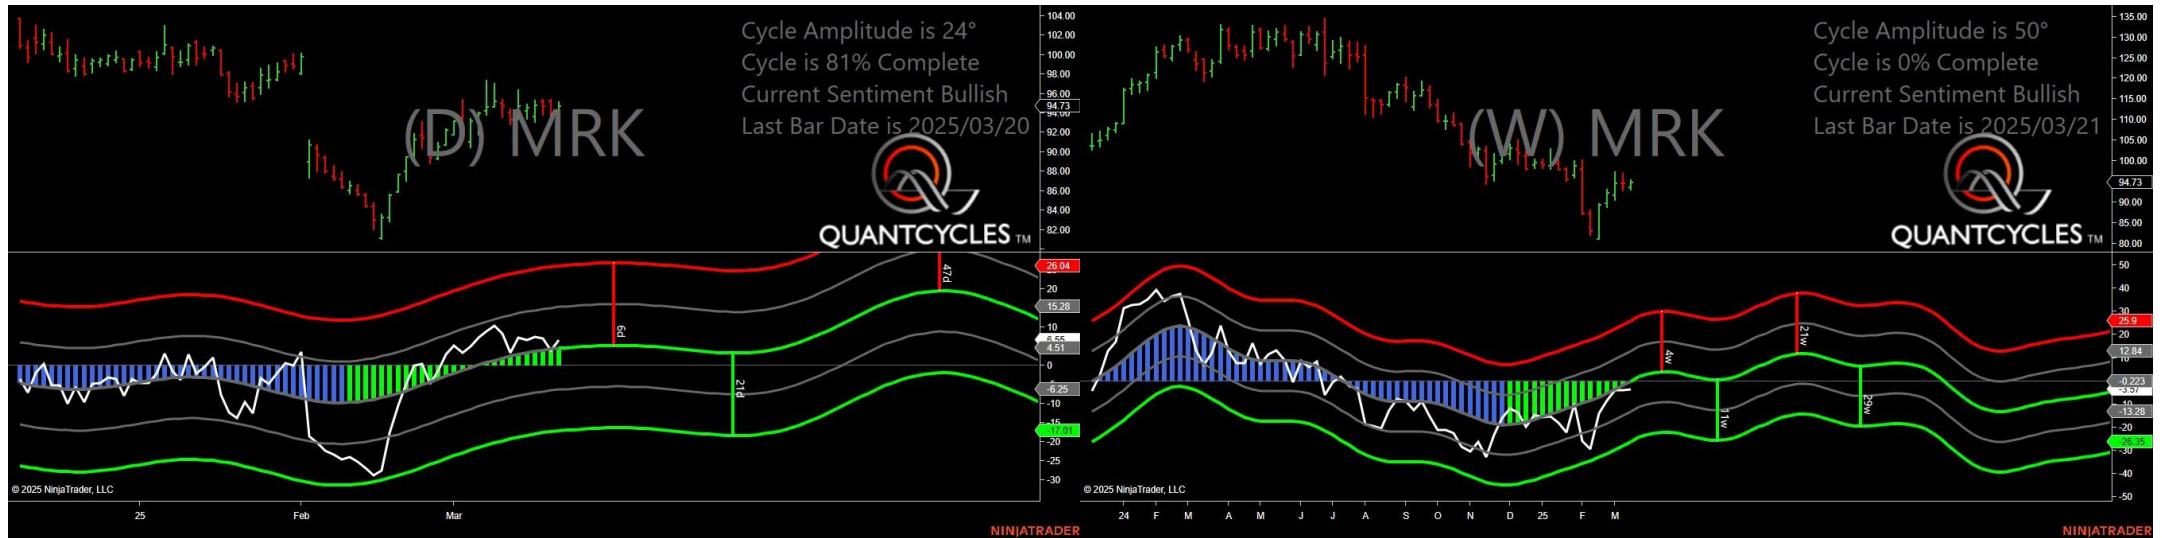 Cycle Amplitude is 24°
Cycle is 81% Complete
Current Sentiment Bullish
Last Bar Date is 2025/03/20
(D) MRK
QUANTCYCLES TM
104.00
102.00
100.00
98.00
96.00
94.73
92.00
90.00
88.00
86.00
84.00
82.00
26.04
20
15.28
10
6.55
4.51
0
-6.25
-10
-17.01
-20
-25
-30
6d
21d
47d
© 2025 NinjaTrader, LLC
25 Feb Mar
NINJATRADER
Cycle Amplitude is 50°
Cycle is 0% Complete
Current Sentiment Bullish
Last Bar Date is 2025/03/21
(W) MRK
QUANTCYCLES TM
135.00
130.00
125.00
120.00
115.00
110.00
105.00
100.00
94.73
90.00
85.00
80.00
50
40
30
25.9
20
12.84
-0.223
-13.28
-20
-26.35
-30
-40
-50
4w
11w
21w
29w
© 2025 NinjaTrader, LLC
24 F M A M J J A S O N D 25 F M
NINJATRADER